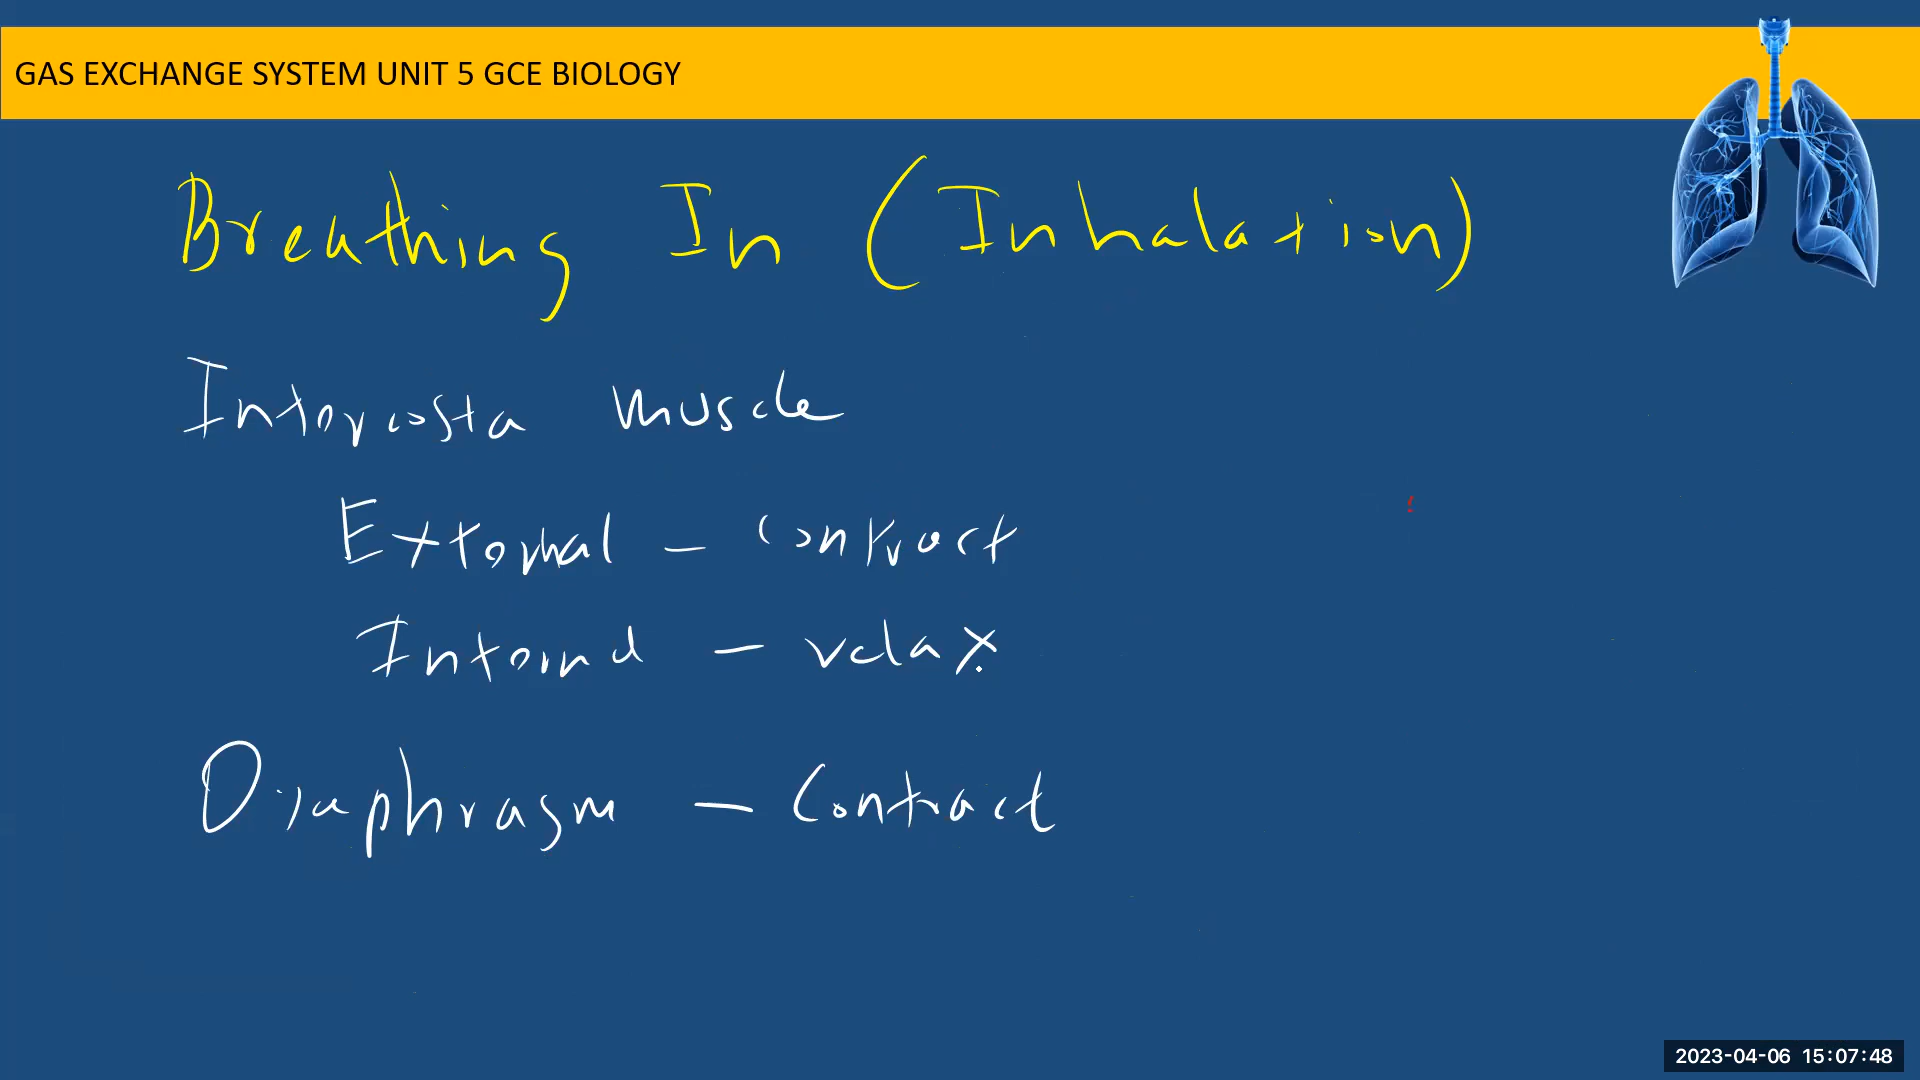 GAS EXCHANGE SYSTEM UNIT 5 GCE BIOLOGY
Breathing In (Inhalation)
Intercosta muscle
External - contract
Internal - relax
Diaphragm - Contract
2023-04-06 15:07:48